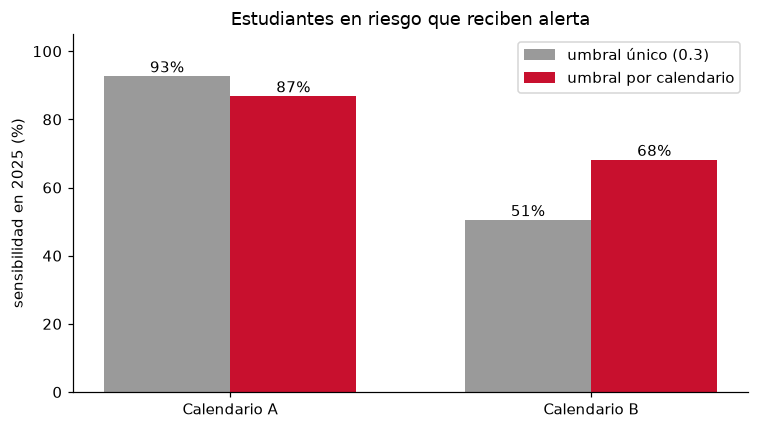 Estudiantes en riesgo que reciben alerta
umbral único (0.3)
umbral por calendario
sensibilidad en 2025 (%)
100
80
60
40
20
0
93%
87%
51%
68%
Calendario A
Calendario B